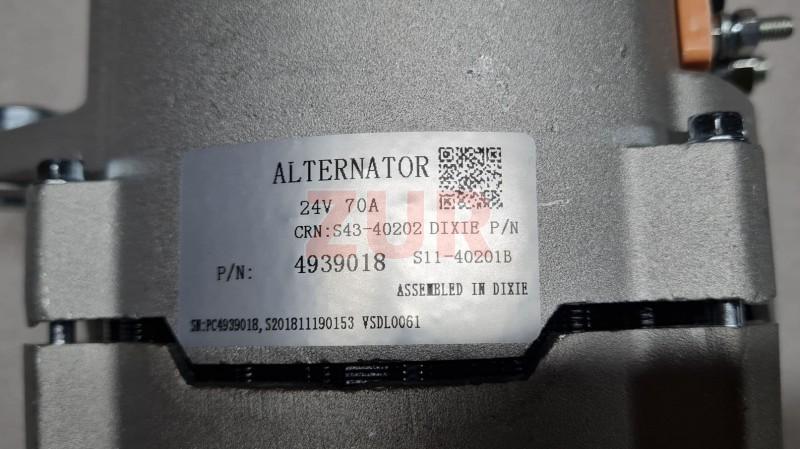 ALTERNATOR
24V 70A
CRN:S43-40202 DIXIE P/N
P/N: 4939018 S11-40201B
ASSEMBLED IN DIXIE
SN:PC4939018,S201811190153 VSDL0061
ZUR